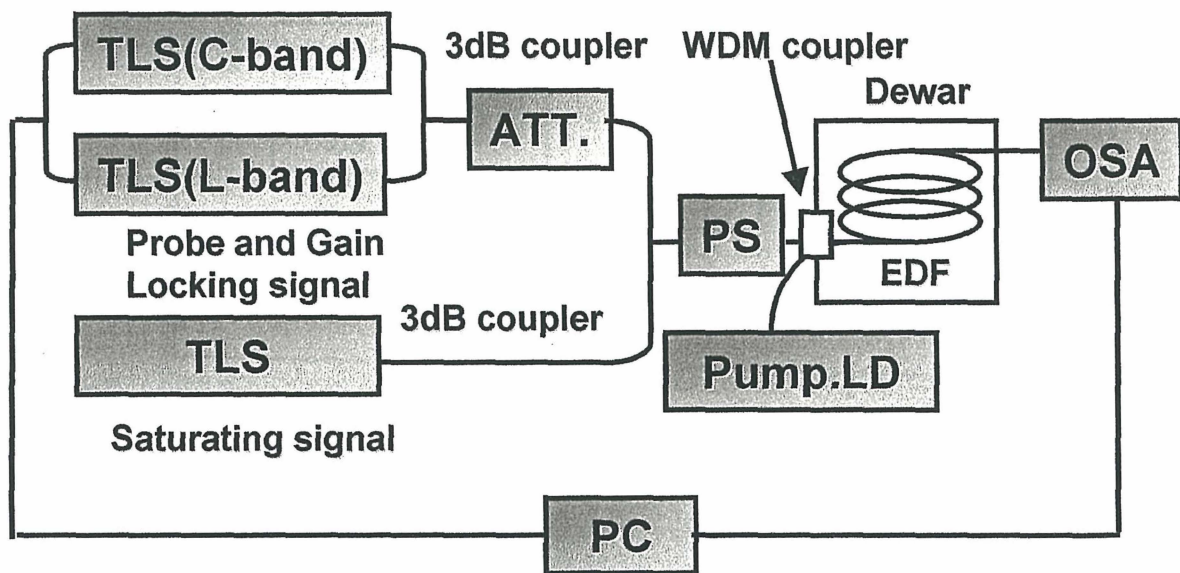 TLS(C-band)
3dB coupler
WDM coupler
Dewar
ATT.
TLS(L-band)
OSA
PS
Probe and Gain
Locking signal
EDF
3dB coupler
TLS
Pump.LD
Saturating signal
PC